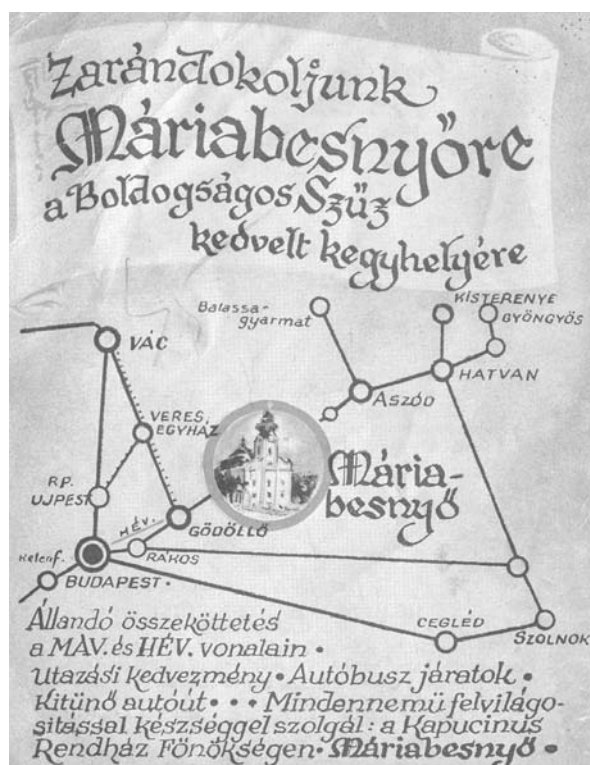 Zarándokoljunk
Máriabesnyőre
a Boldogságos Szűz
kedvelt kegyhelyére
Balassa-
gyarmat
KISTERENYE
GYÖNGYÖS
VÁC
HATVAN
ASZÓD
VERES
EGYHÁZ
Mária-
besnyő
RP.
UJPEST
HÉV.
GÖDÖLLŐ
RÁKOS
Kelenf.
BUDAPEST •
CEGLÉD
SZOLNOK
Állandó összeköttetés
a MÁV. és HÉV. vonalain •
Utazási kedvezmény • Autóbusz járatok •
Kitünő autóút • • • Mindennemü felvilágo-
sitással készséggel szolgál : a Kapucinus
Rendház Főnökségen • Máriabesnyő •